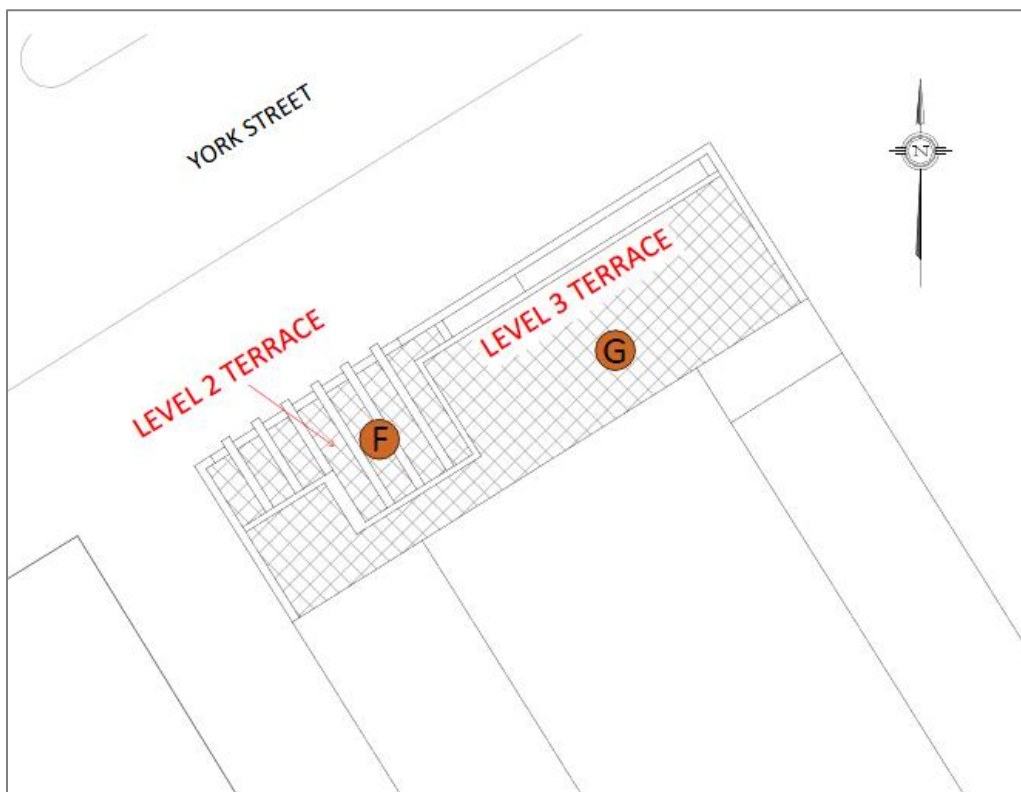 YORK STREET
N
LEVEL 3 TERRACE
G
LEVEL 2 TERRACE
F